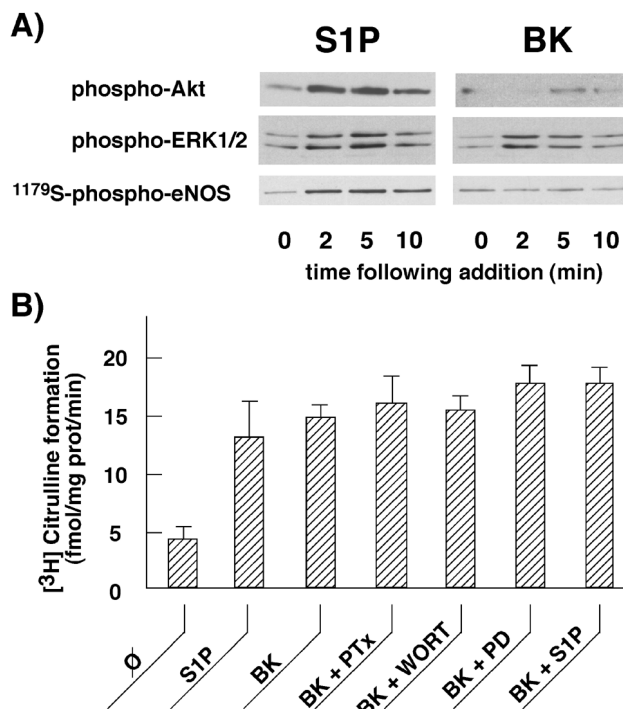 A)
S1P BK
phospho-Akt
phospho-ERK1/2
1179S-phospho-eNOS
0 2 5 10 0 2 5 10
time following addition (min)
B)
[3H] Citrulline formation
(fmol/mg prot/min)
20
15
10
5
0
Ø
S1P
BK
BK + PTx
BK + WORT
BK + PD
BK + S1P